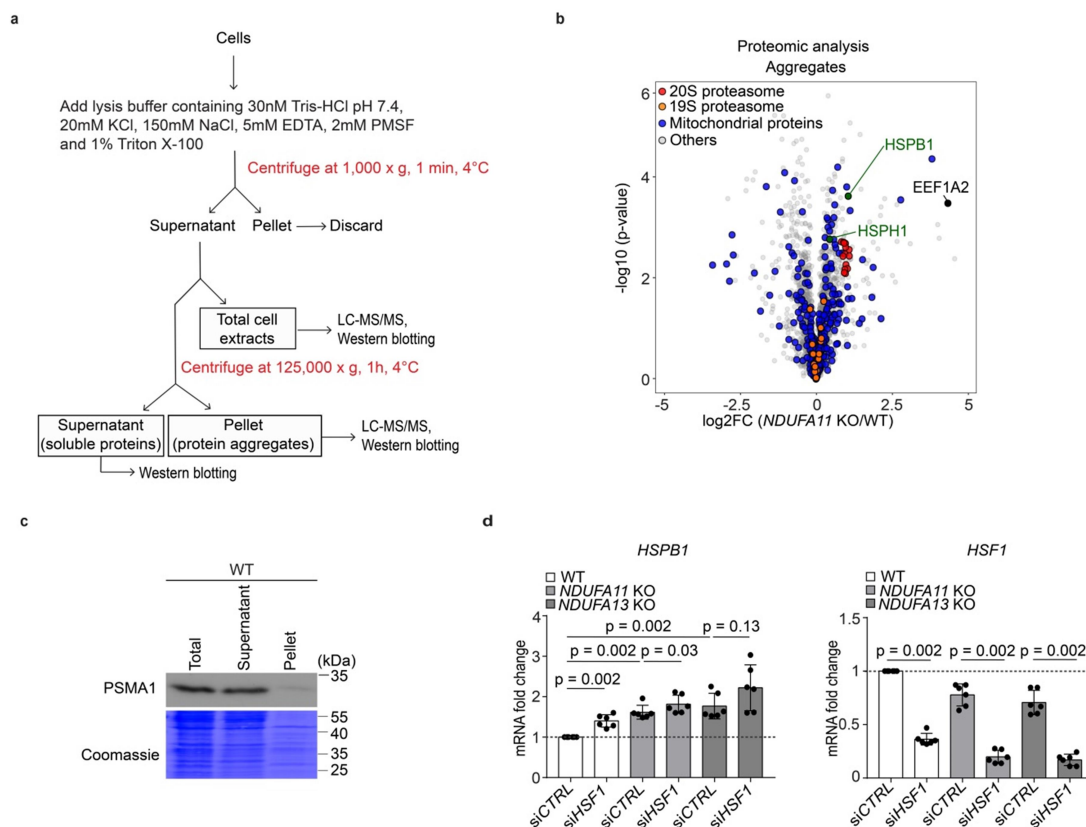 a
Cells
Add lysis buffer containing 30nM Tris-HCl pH 7.4,
20mM KCl, 150mM NaCl, 5mM EDTA, 2mM PMSF
and 1% Triton X-100
Centrifuge at 1,000 x g, 1 min, 4°C
Supernatant
Pellet
Discard
Total cell
extracts
LC-MS/MS,
Western blotting
Centrifuge at 125,000 x g, 1h, 4°C
Supernatant
(soluble proteins)
Pellet
(protein aggregates)
LC-MS/MS,
Western blotting
Western blotting
b
Proteomic analysis
Aggregates
20S proteasome
19S proteasome
Mitochondrial proteins
Others
HSPB1
EEF1A2
HSPH1
-log10 (p-value)
6
4
2
0
-5
-2.5
0
2.5
5
log2FC (NDUFA11 KO/WT)
c
WT
Total
Supernatant
Pellet
(kDa)
PSMA1
35
Coomassie
55
40
35
25
d
HSPB1
WT
NDUFA11 KO
NDUFA13 KO
mRNA fold change
4
3
2
1
0
p = 0.002
p = 0.13
p = 0.002
p = 0.03
p = 0.002
siCTRL
siHSF1
siCTRL
siHSF1
siCTRL
siHSF1
HSF1
WT
NDUFA11 KO
NDUFA13 KO
mRNA fold change
1.5
1
0.5
0
p = 0.002
p = 0.002
p = 0.002
siCTRL
siHSF1
siCTRL
siHSF1
siCTRL
siHSF1